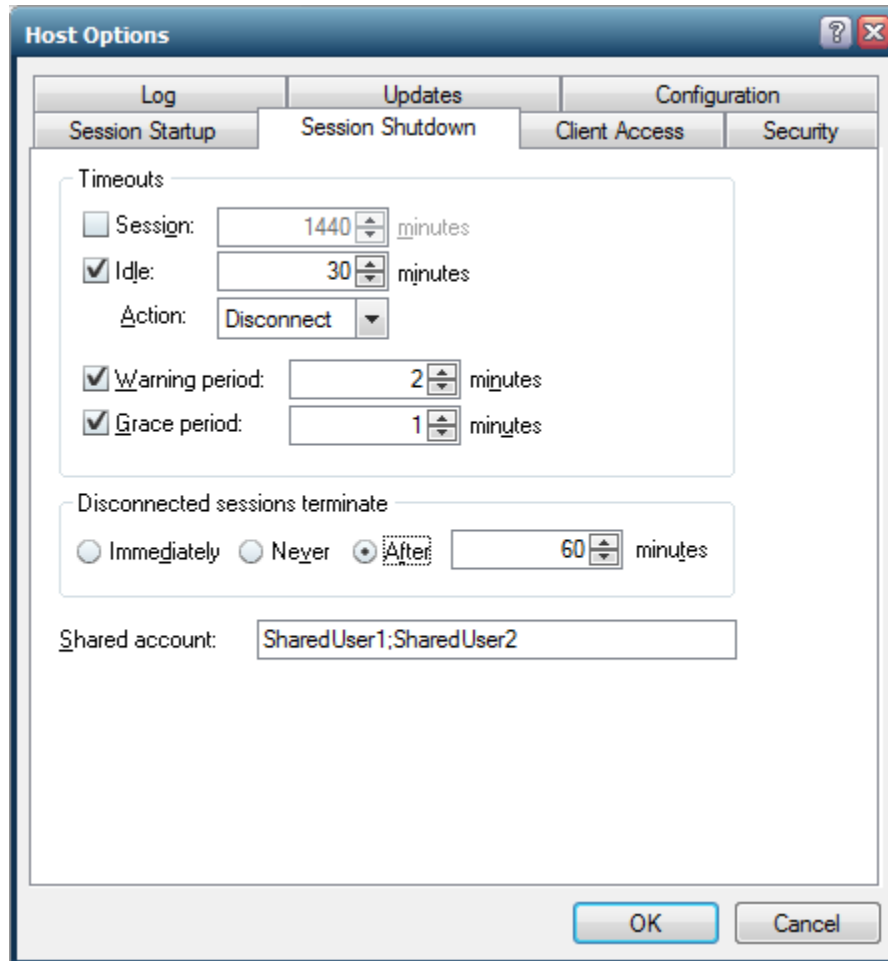 Host Options
Log Updates Configuration
Session Startup Session Shutdown Client Access Security
Timeouts
Session: 1440 minutes
Idle: 30 minutes
Action: Disconnect
Warning period: 2 minutes
Grace period: 1 minutes
Disconnected sessions terminate
Immediately Never After 60 minutes
Shared account: SharedUser1;SharedUser2
OK Cancel